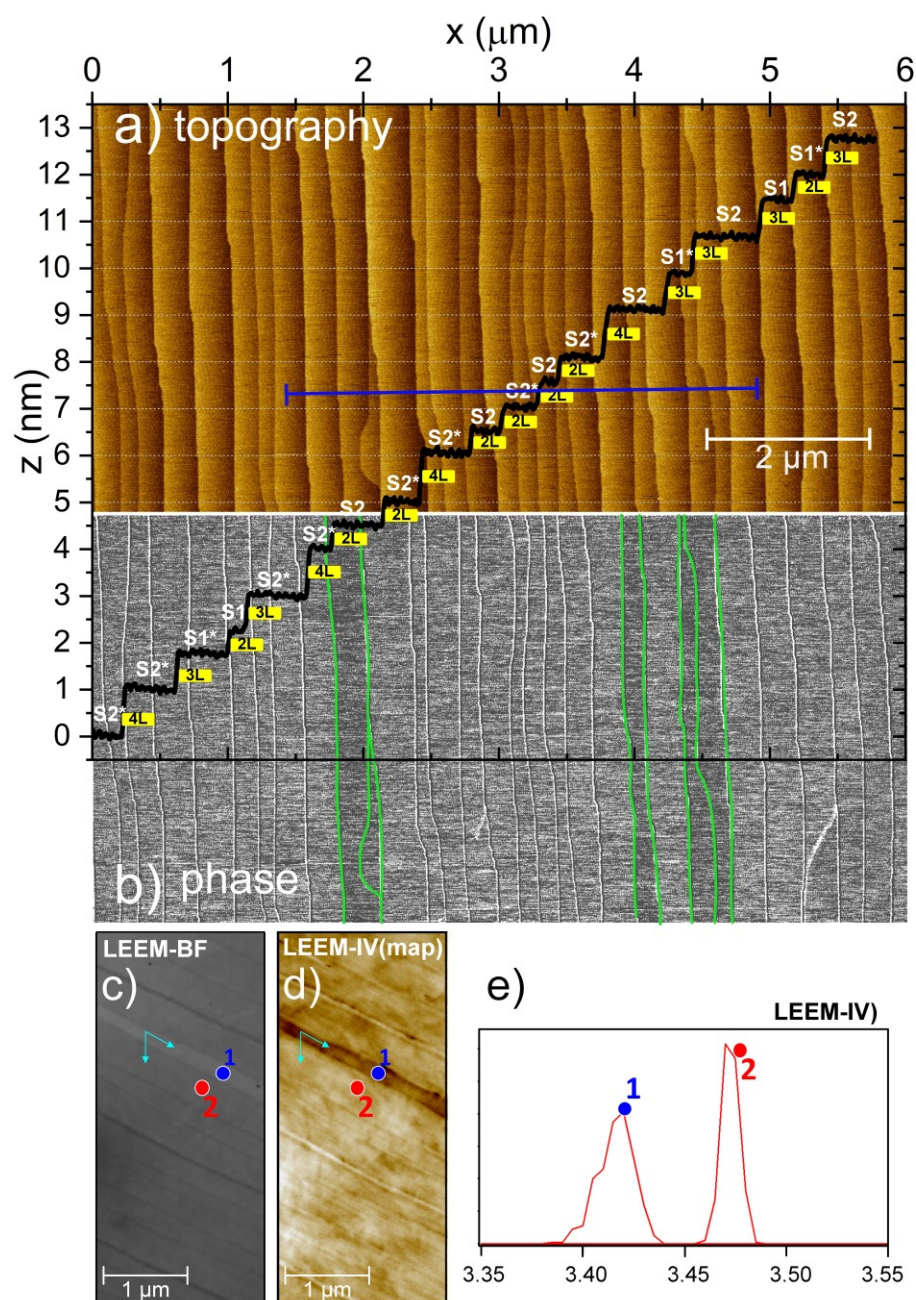 x (μm)
0 1 2 3 4 5 6
a) topography
z (nm)
13
12
11
10
9
8
7
6
5
4
3
2
1
0
S2
S1*
3L
S1
2L
S2
3L
S1*
3L
S2
3L
S2*
4L
S2
2L
S2*
2L
S2
2L
S2*
2L
4L
S2*
S2
2L
S2*
2L
4L
S2*
3L
S1
S1*
2L
S2*
3L
S2*
4L
2 μm
b) phase
LEEM-BF
c)
1
2
1 μm
LEEM-IV(map)
d)
1
2
1 μm
e)
LEEM-IV)
1
2
3.35 3.40 3.45 3.50 3.55